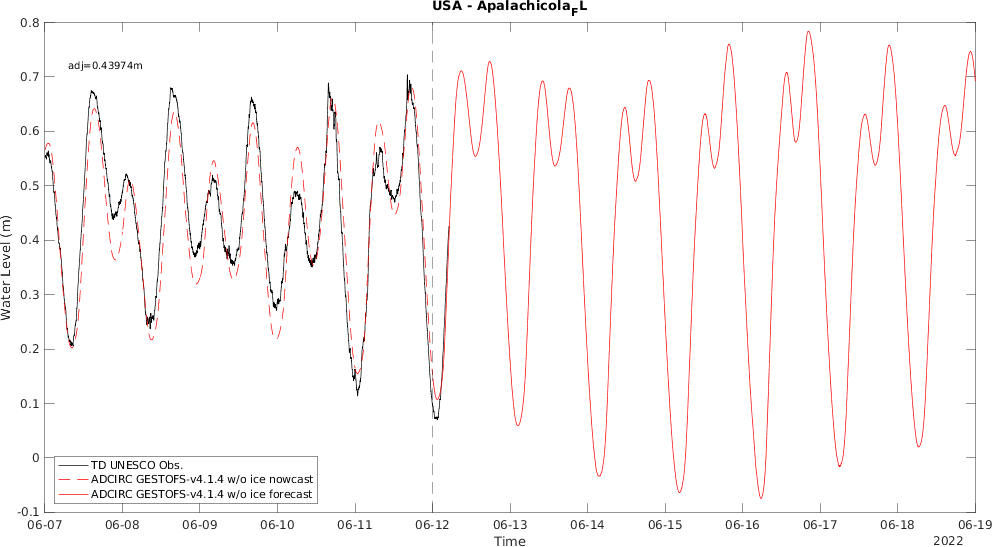 USA - Apalachicola_FL
adj=0.43974m
0.8
0.7
0.6
0.5
0.4
0.3
0.2
0.1
0
-0.1
Water Level (m)
TD UNESCO Obs.
ADCIRC GESTOFS-v4.1.4 w/o ice nowcast
ADCIRC GESTOFS-v4.1.4 w/o ice forecast
06-07 06-08 06-09 06-10 06-11 06-12 06-13 06-14 06-15 06-16 06-17 06-18 06-19
Time
2022